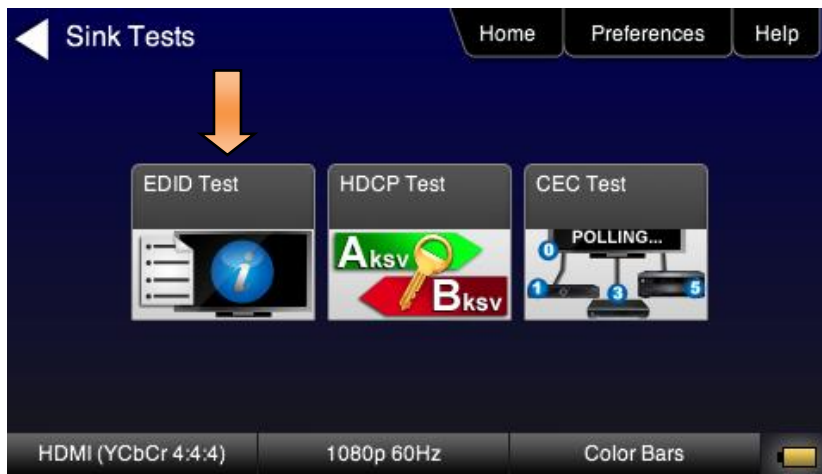 Sink Tests
Home
Preferences
Help
EDID Test
HDCP Test
CEC Test
i
Aksv
Bksv
POLLING...
0
1
3
5
HDMI (YCbCr 4:4:4)
1080p 60Hz
Color Bars